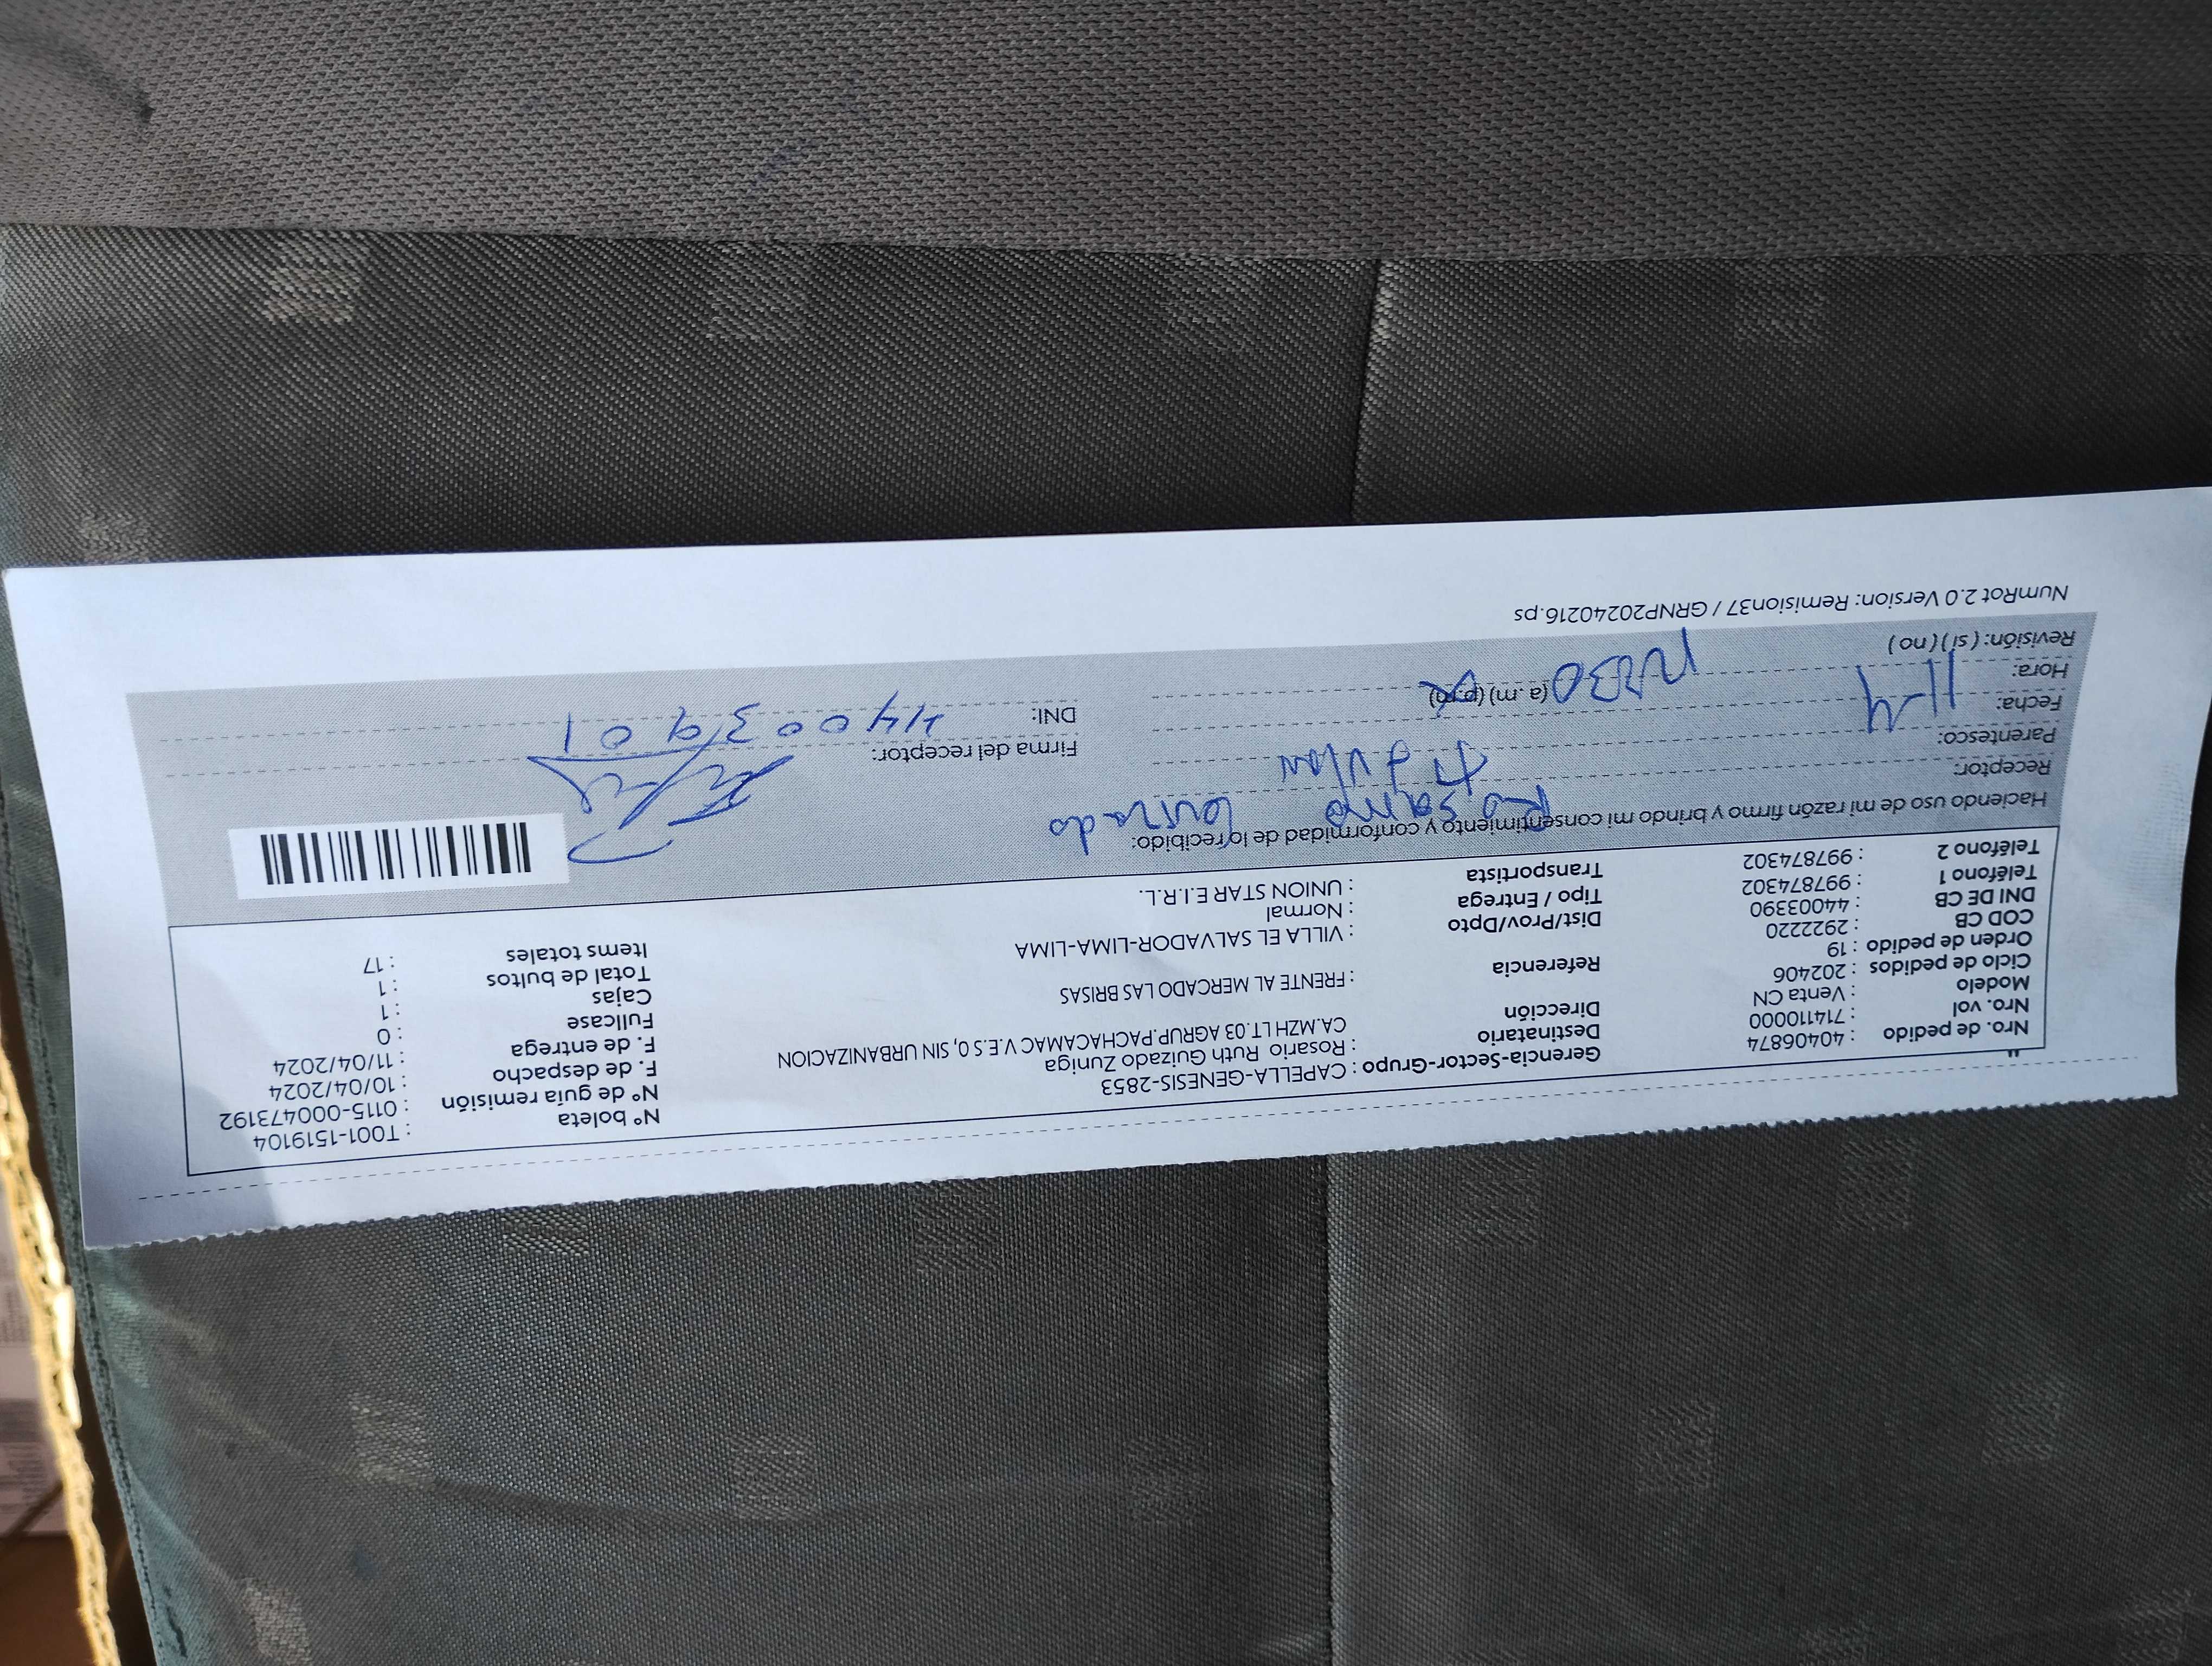 Nro. de pedido : 40406874
Nro. vol : 714110000
Modelo : Venta CN
Ciclo de pedidos : 202406
Orden de pedido : 19
COD CB : 2922220
DNI DE CB : 44003390
Teléfono 1 : 997874302
Teléfono 2 : 997874302
Gerencia-Sector-Grupo : CAPELLA-GENESIS-2853
Destinatario : Rosario Ruth Guizado Zuniga
Dirección CA.MZH LT.03 AGRUP.PACHACAMAC V.E.S 0, SIN URBANIZACION
Referencia : FRENTE AL MERCADO LAS BRISAS
Dist/Prov/Dpto : VILLA EL SALVADOR-LIMA-LIMA
Tipo / Entrega : Normal
Transportista : UNION STAR E.I.R.L.
Nº boleta : T001-1519104
Nº de guía remisión : 0115-000473192
F. de despacho : 10/04/2024
F. de entrega : 11/04/2024
Fullcase : 0
Cajas : 1
Total de bultos : 1
Items totales : 17
Haciendo uso de mi razón firmo y brindo mi consentimiento y conformidad de lo recibido:
Receptor:
Parentesco: titular
Fecha: 11-4
Hora: (a.m) (p.m)
Revisión: (si) (no)
Firma del receptor:
DNI:
NumRot 2.0 Version: Remision37 / GRNP20240216.ps